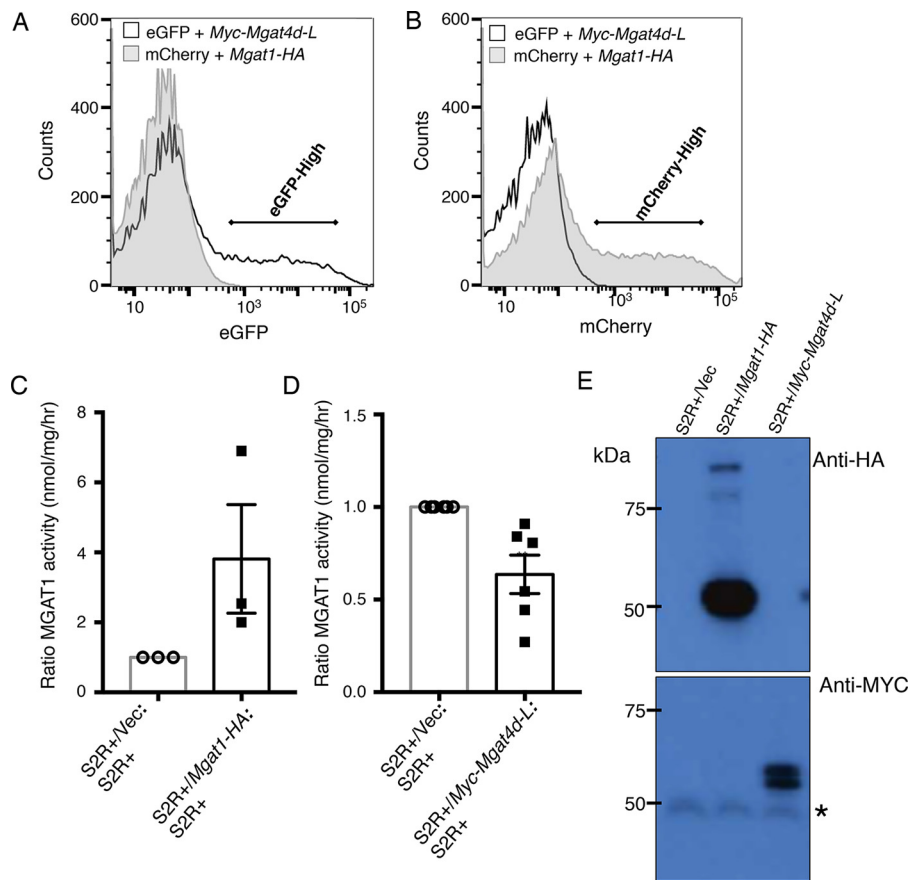 A
eGFP + Myc-Mgat4d-L
mCherry + Mgat1-HA
Counts
600
400
200
0
10
10³
10⁵
eGFP
eGFP-High
B
eGFP + Myc-Mgat4d-L
mCherry + Mgat1-HA
Counts
600
400
200
0
10
10³
10⁵
mCherry
mCherry-High
C
Ratio MGAT1 activity (nmol/mg/hr)
8
6
4
2
0
S2R+/Vec:
S2R+
S2R+/Mgat1-HA:
S2R+
D
Ratio MGAT1 activity (nmol/mg/hr)
1.5
1.0
0.5
0.0
S2R+/Vec:
S2R+
S2R+/Myc-Mgat4d-L:
S2R+
E
S2R+/Vec
S2R+/Mgat1-HA
S2R+/Myc-Mgat4d-L
kDa
Anti-HA
75
50
Anti-MYC
75
50
*